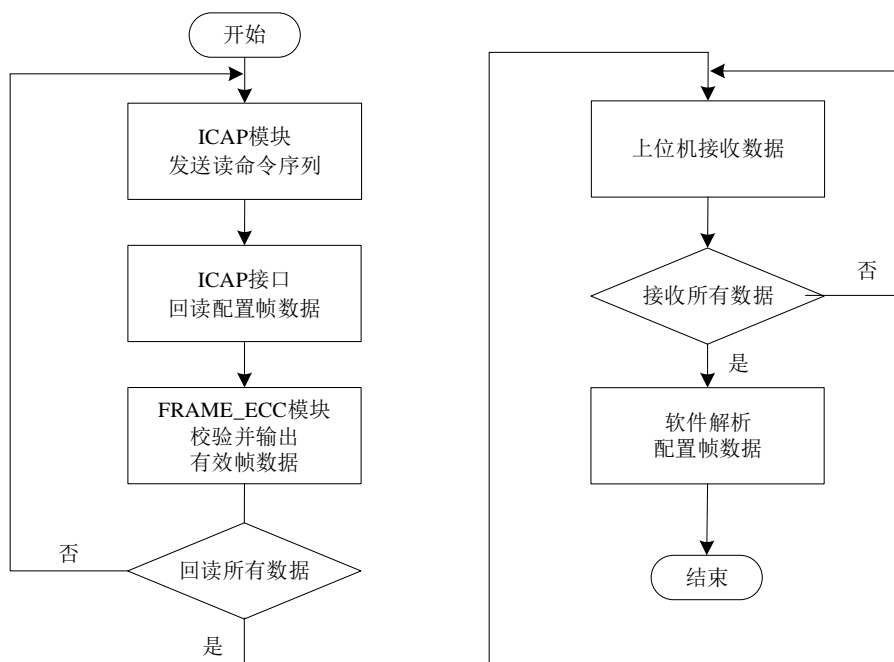 开始
ICAP模块
发送读命令序列
ICAP接口
回读配置帧数据
FRAME_ECC模块
校验并输出
有效帧数据
否
回读所有数据
是
上位机接收数据
否
接收所有数据
是
软件解析
配置帧数据
结束